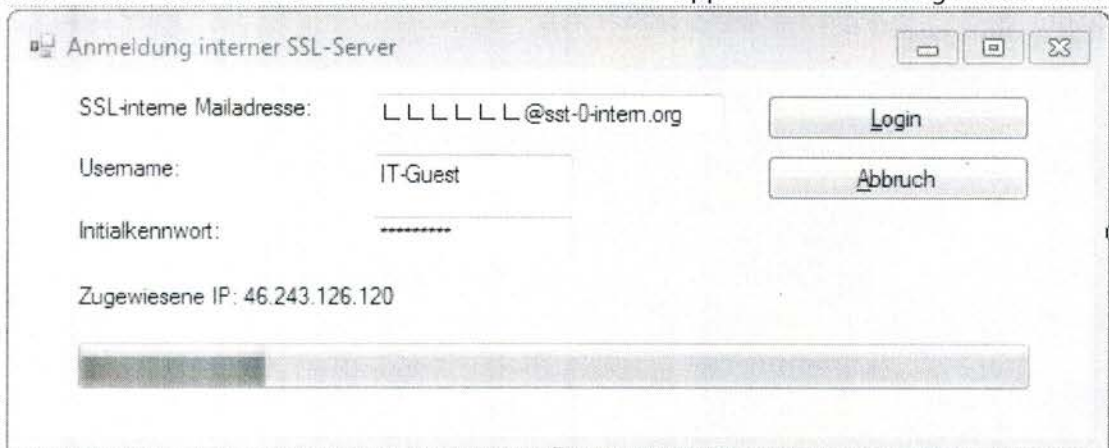 Anmeldung interner SSL-Server
SSL-interne Mailadresse: L L L L L L @sst-0-intern.org
Login
Username: IT-Guest
Abbruch
Initialkennwort: *********
Zugewiesene IP: 46.243.126.120